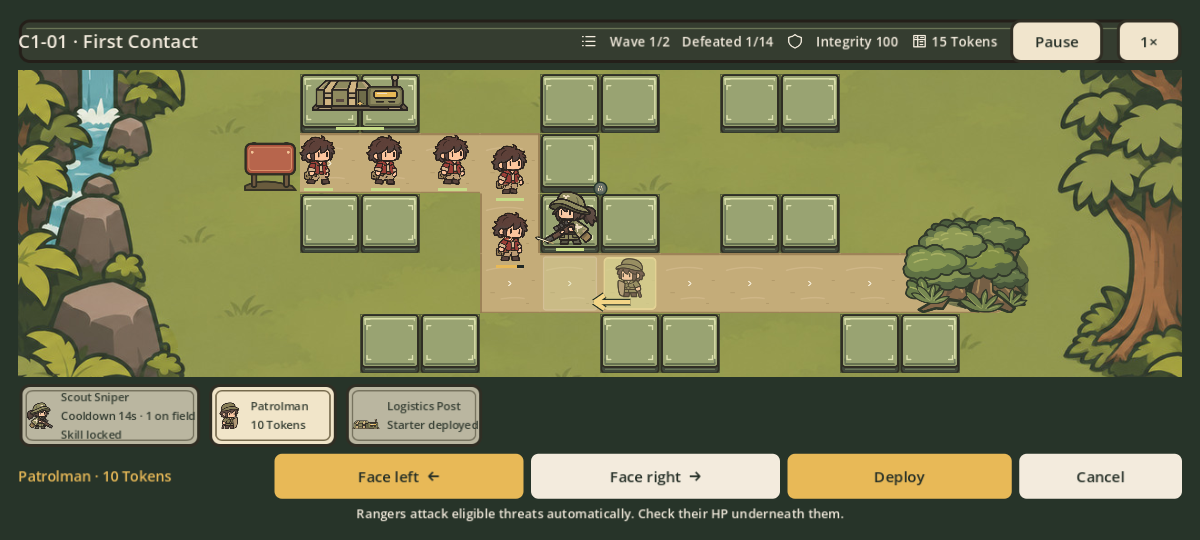 C1-01 · First Contact
Wave 1/2 Defeated 1/14 Integrity 100 15 Tokens Pause 1×
Scout Sniper
Cooldown 14s · 1 on field
Skill locked
Patrolman
10 Tokens
Logistics Post
Starter deployed
Patrolman · 10 Tokens
Face left ←
Face right →
Deploy
Cancel
Rangers attack eligible threats automatically. Check their HP underneath them.